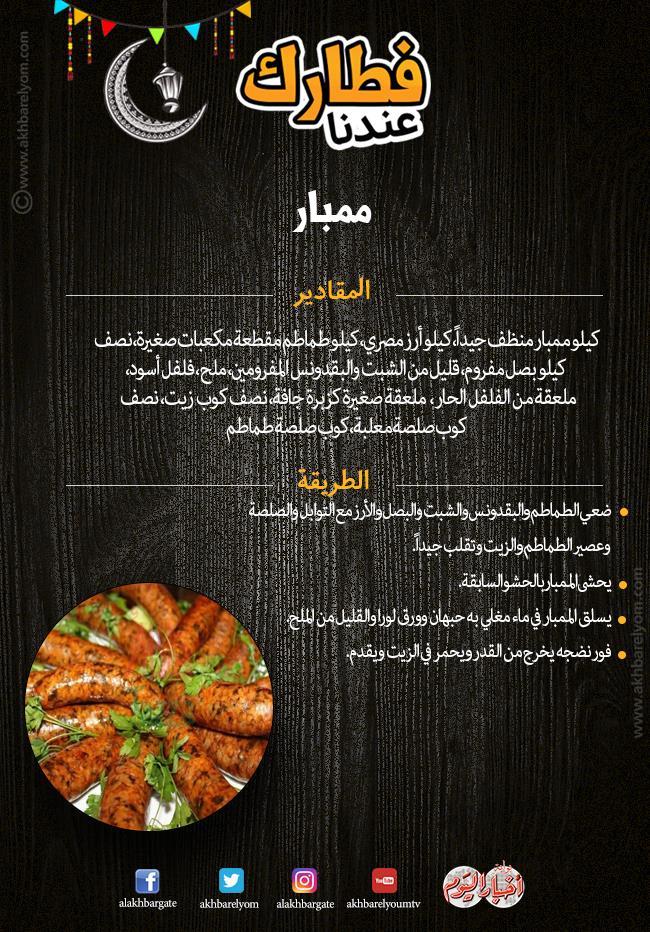 فطارك
عندنا
www.akhbarelyom.com
ممبار
المقادير
كيلو ممبار منظف جيداً، كيلو أرز مصري، كيلو طماطم مقطعة مكعبات صغيرة، نصف
كيلو بصل مفروم، قليل من الشبت والبقدونس المفرومين، ملح، فلفل أسود،
ملعقة من الفلفل الحار، ملعقة صغيرة كزبرة جافة، نصف كوب زيت، نصف
كوب صلصة معلبة، كوب صلصة طماطم
الطريقة
ضعي الطماطم والبقدونس والشبت والبصل والأرز مع التوابل والصلصة
وعصير الطماطم والزيت وتقلب جيداً.
يحشى الممبار بالحشو السابقة.
يسلق الممبار في ماء مغلي به حبهان وورق لورا والقليل من الملح.
فور نضجه يخرج من القدر ويحمر في الزيت ويقدم.
www.akhbarelyom.com
alakhbargate
akhbarelyom
alakhbargate
akhbarelyoumtv
بوابة
أخبار اليوم